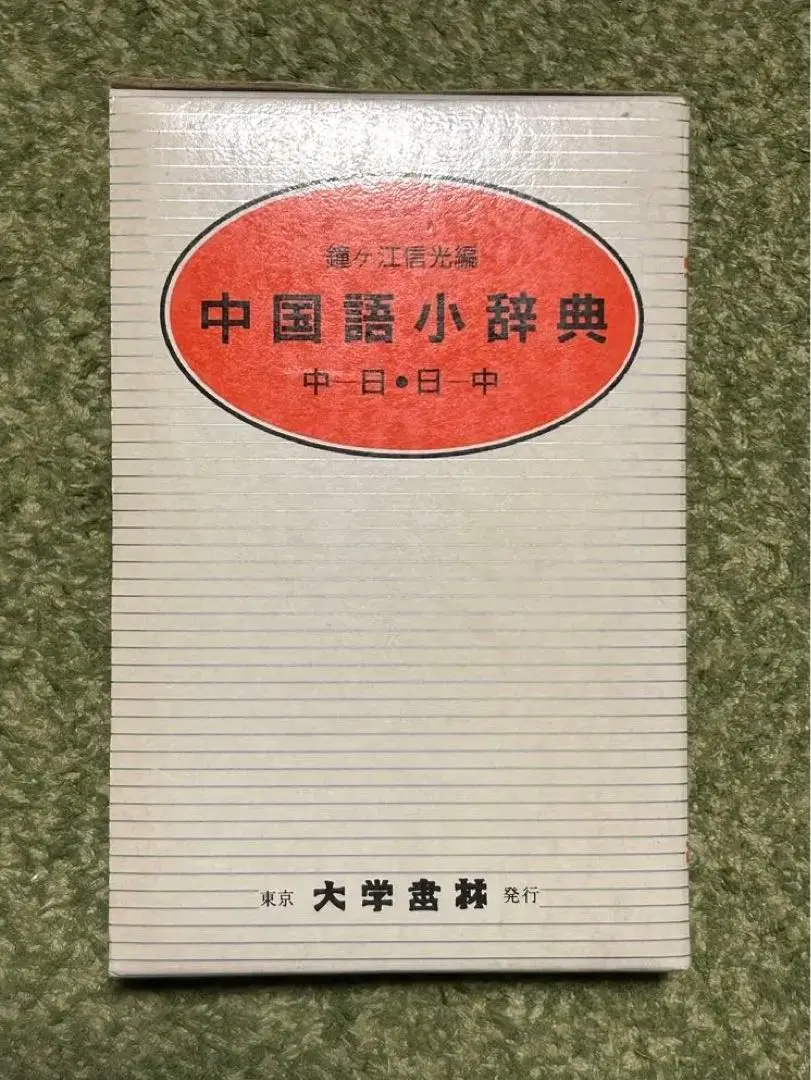 鐘ヶ江信光編
中国語小辞典
中―日●日―中
東京 大学書林 発行